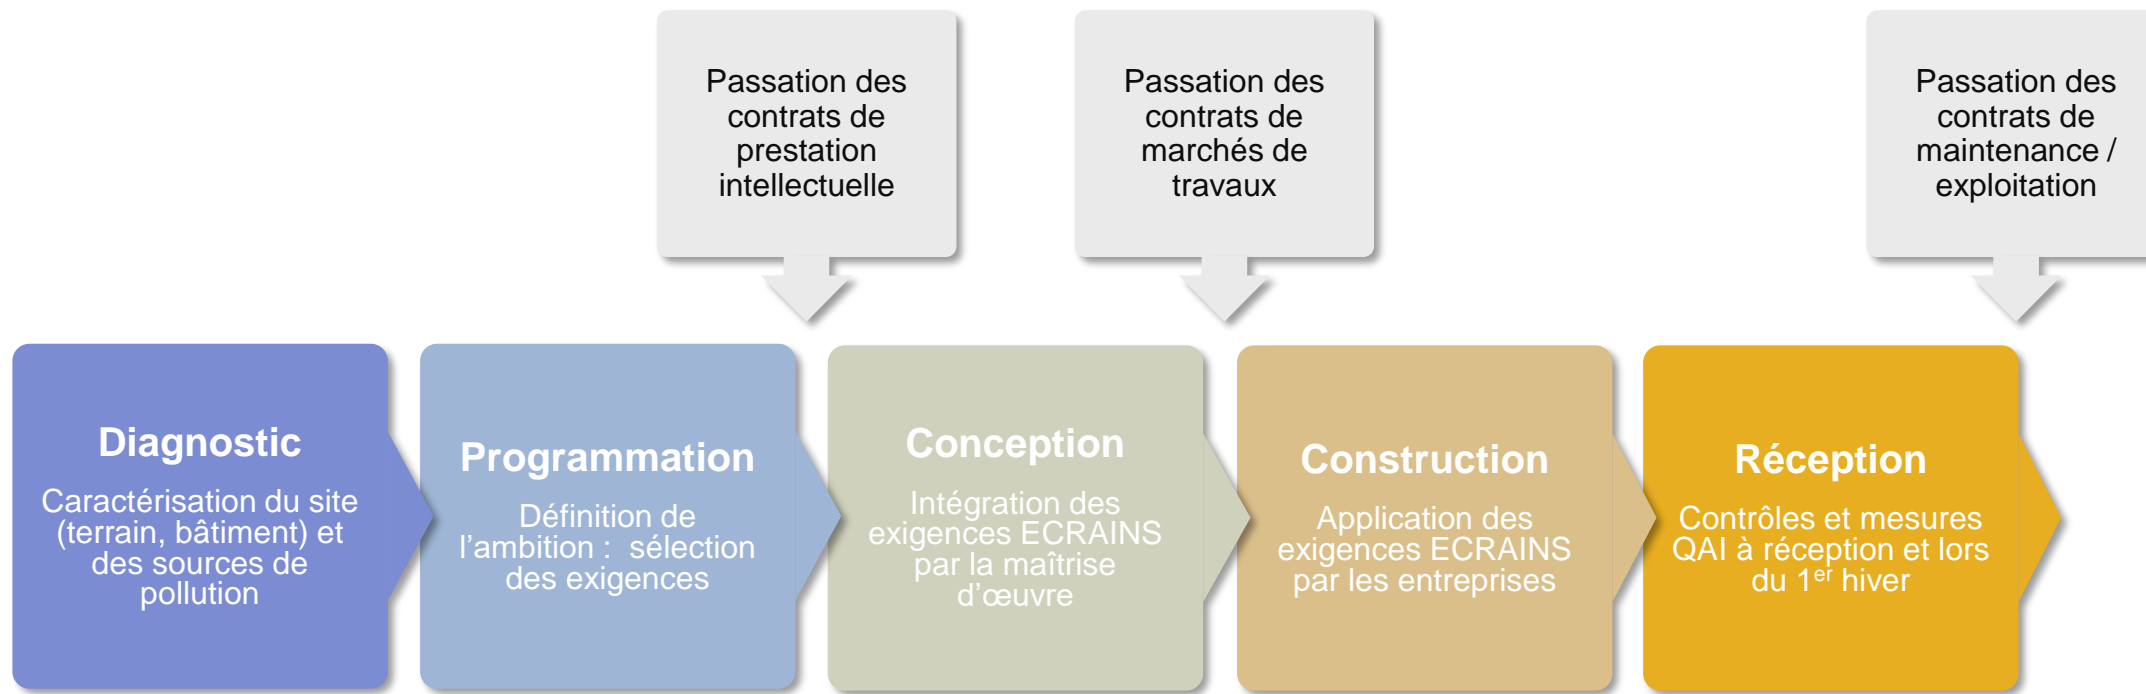 Passation des
contrats de
prestation
intellectuelle
Passation des
contrats de
marchés de
travaux
Passation des
contrats de
maintenance /
exploitation
Diagnostic
Caractérisation du site
(terrain, bâtiment) et
des sources de
pollution
Programmation
Définition de
l’ambition : sélection
des exigences
Conception
Intégration des
exigences ECRAINS
par la maîtrise
d’œuvre
Construction
Application des
exigences ECRAINS
par les entreprises
Réception
Contrôles et mesures
QAI à réception et lors
du 1er hiver